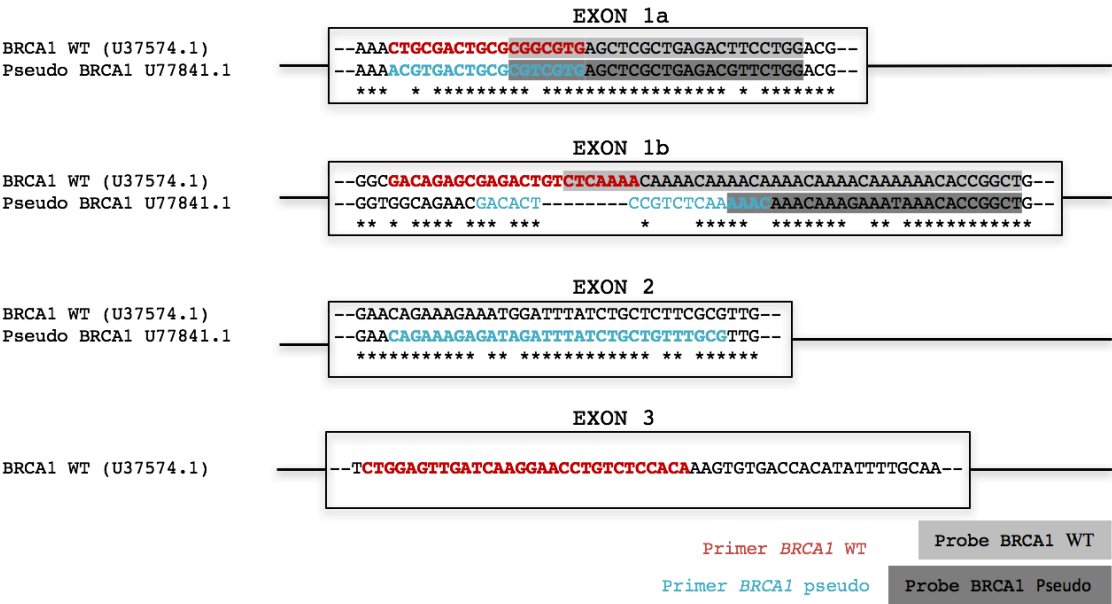 EXON 1a
BRCA1 WT (U37574.1) --AAACTGCGACTGCGCGGCGTGAGCTCGCTGAGACTTCCTGGACG--
Pseudo BRCA1 U77841.1 --AAAACGTGACTGCGCGTCGTGAGCTCGCTGAGACGTTCTGGACG--
*** * ********* ***************** * *******
EXON 1b
BRCA1 WT (U37574.1) --GGCGACAGAGCGAGACTGTCTCAAAACAAAACAAAACAAAACAAAACAAAAAACACCGGCTG--
Pseudo BRCA1 U77841.1 --GGTGGCAGAACGACACT--------CCGTCTCAAAAACAAACAAAGAAATAAACACCGGCTG--
** * **** *** *** * ***** ******* ** ************
EXON 2
BRCA1 WT (U37574.1) --GAACAGAAAGAAATGGATTTATCTGCTCTTCGCGTTG--
Pseudo BRCA1 U77841.1 --GAACAGAAAGAGATAGATTTATCTGCTGTTTGCGTTG--
*********** ** ************ ** ******
EXON 3
BRCA1 WT (U37574.1) --TCTGGAGTTGATCAAGGAACCTGTCTCCACAAAGTGTGACCACATATTTTGCAA--
Primer BRCA1 WT Probe BRCA1 WT
Primer BRCA1 pseudo Probe BRCA1 Pseudo